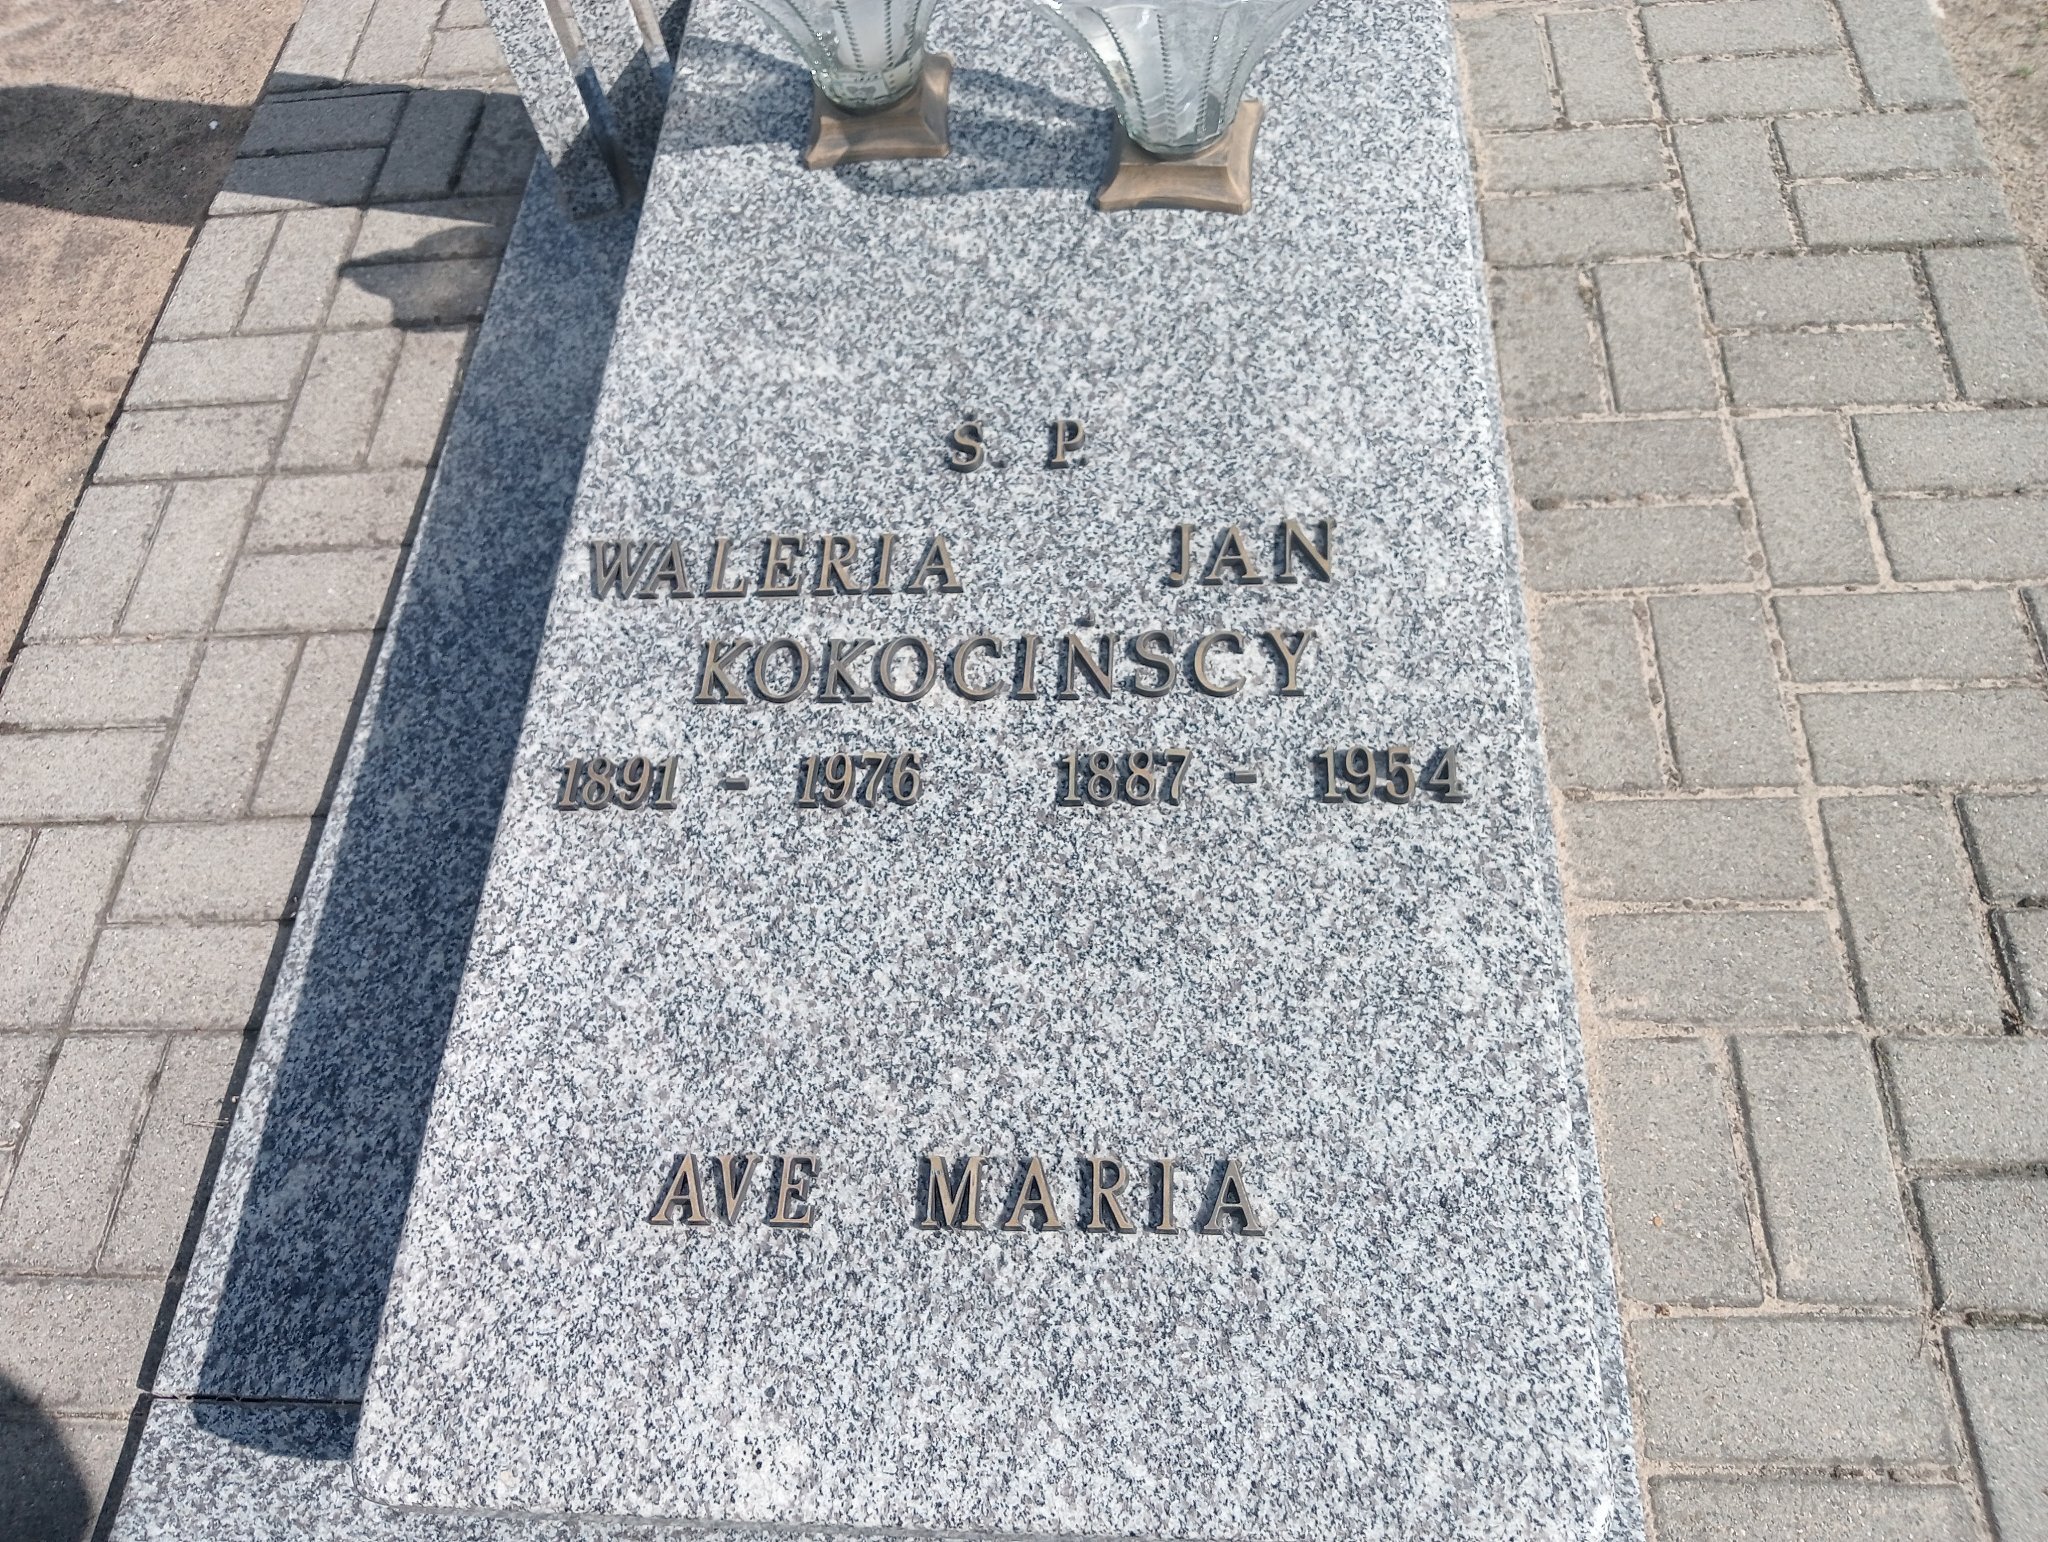 Ś. P.
WALERIA JAN
KOKOCIŃSCY
1891 - 1976 1887 - 1954
AVE MARIA